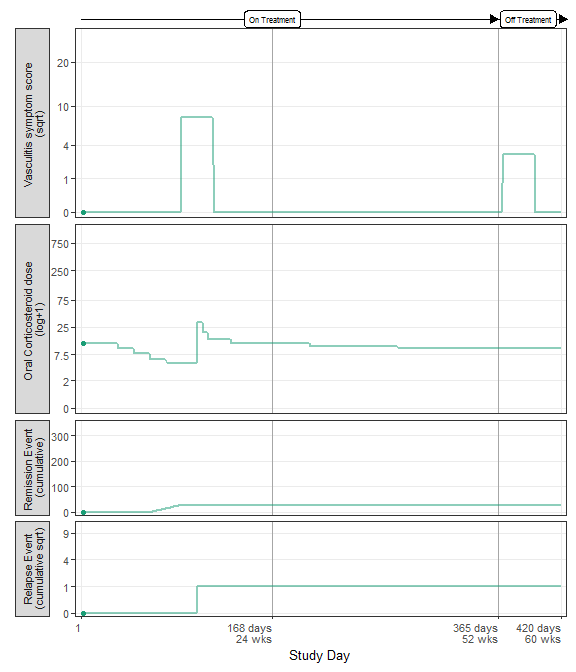 On Treatment
Off Treatment
Vasculitis symptom score
(sqrt)
20
10
4
1
0
Oral Corticosteroid dose
(log+1)
750
250
75
25
7.5
2
0
Remission Event
(cumulative)
300
200
100
0
Relapse Event
(cumulative sqrt)
9
4
1
0
1
168 days
24 wks
365 days
52 wks
420 days
60 wks
Study Day